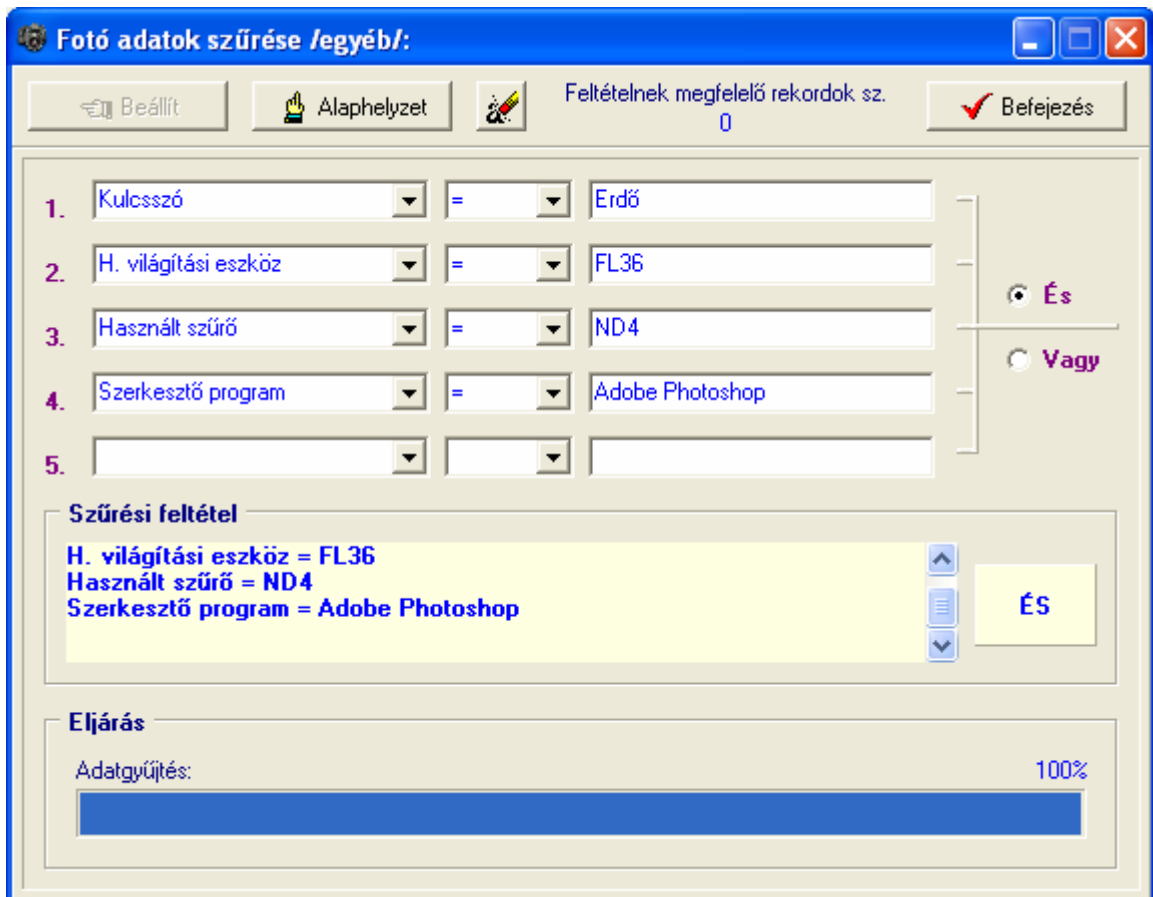 Fotó adatok szűrése /egyéb/:
Beállít
Alaphelyzet
Feltételnek megfelelő rekordok sz.
0
Befejezés
1. Kulcsszó = Erdő
2. H. világítási eszköz = FL36
3. Használt szűrő = ND4
4. Szerkesztő program = Adobe Photoshop
5.
És
Vagy
Szűrési feltétel
H. világítási eszköz = FL36
Használt szűrő = ND4
Szerkesztő program = Adobe Photoshop
ÉS
Eljárás
Adatgyűjtés: 100%